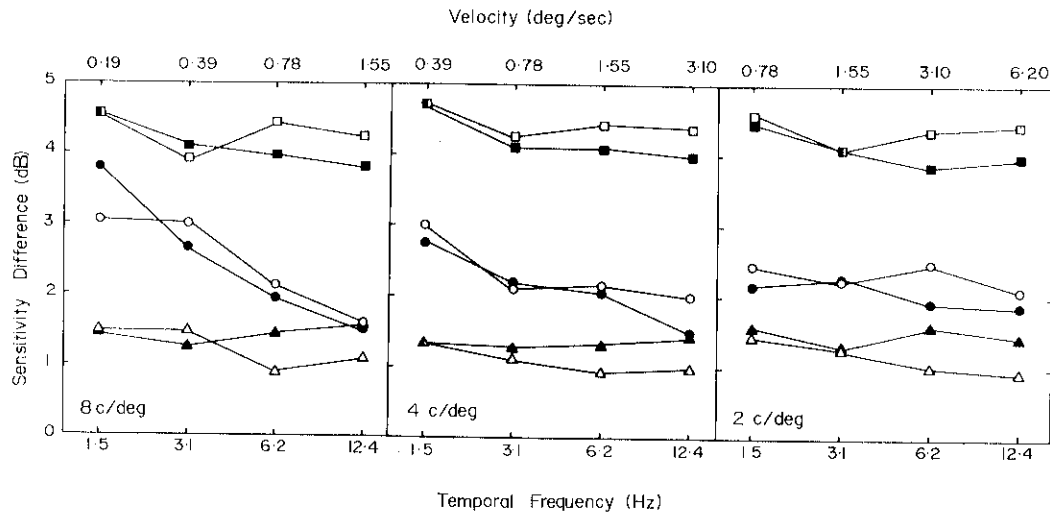 Velocity (deg/sec)
0·19 0·39 0·78 1·55 0·39 0·78 1·55 3·10 0·78 1·55 3·10 6·20
5
4
3
2
1
0
Sensitivity Difference (dB)
8 c/deg 4 c/deg 2 c/deg
1·5 3·1 6·2 12·4 1·5 3·1 6·2 12·4 1·5 3·1 6·2 12·4
Temporal Frequency (Hz)